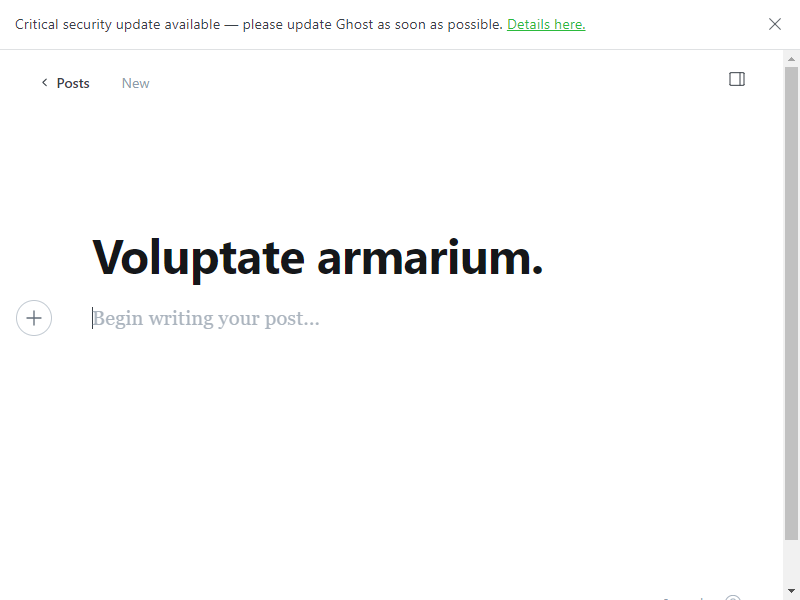 Critical security update available — please update Ghost as soon as possible. Details here.
Posts
New
Voluptate armarium.
Begin writing your post...